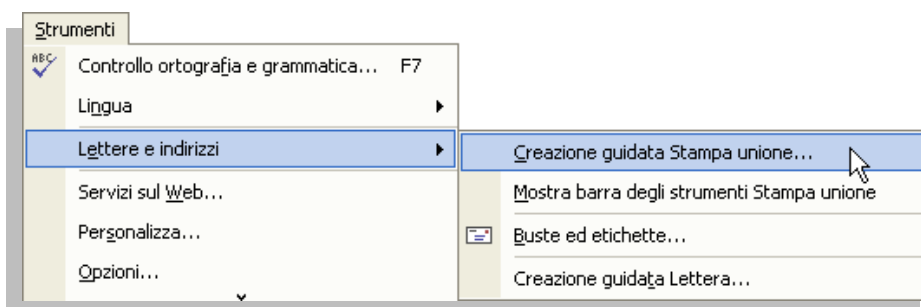 Strumenti
ABC
Controllo ortografia e grammatica... F7
Lingua
Lettere e indirizzi
Servizi sul Web...
Personalizza...
Opzioni...
Creazione guidata Stampa unione...
Mostra barra degli strumenti Stampa unione
Buste ed etichette...
Creazione guidata Lettera...